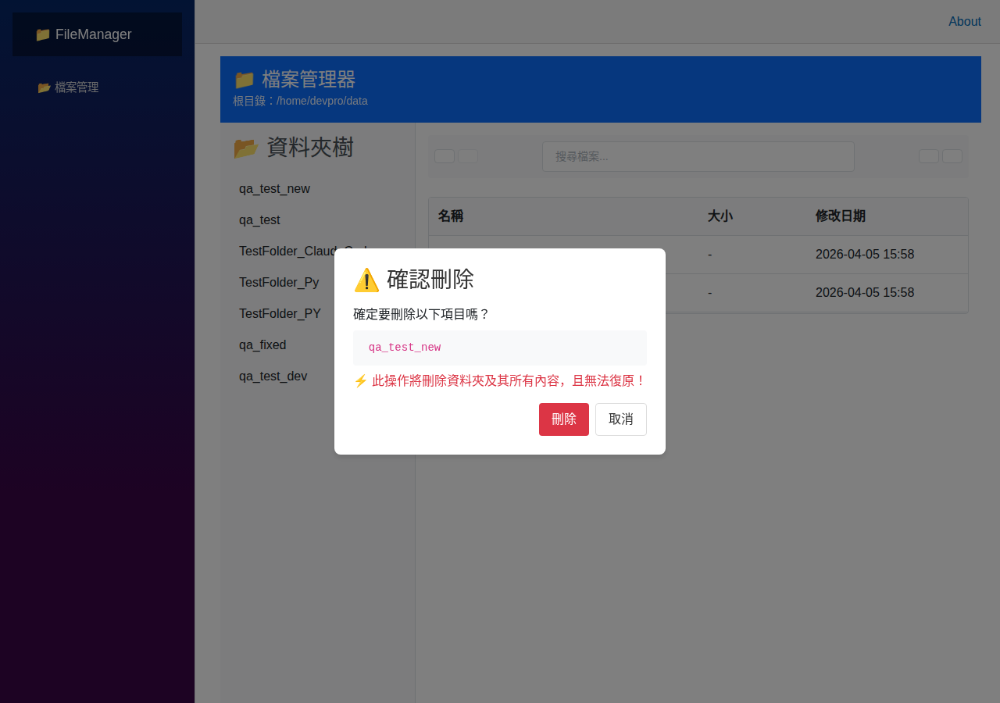 📁 FileManager
📂 檔案管理
About
📁 檔案管理器
根目錄：/home/devpro/data
📂 資料夾樹
qa_test_new
qa_test
TestFolder_Py
TestFolder_PY
qa_fixed
qa_test_dev
搜尋檔案...
名稱 大小 修改日期
- 2026-04-05 15:58
- 2026-04-05 15:58
⚠️ 確認刪除
確定要刪除以下項目嗎？
qa_test_new
⚡ 此操作將刪除資料夾及其所有內容，且無法復原！
刪除 取消